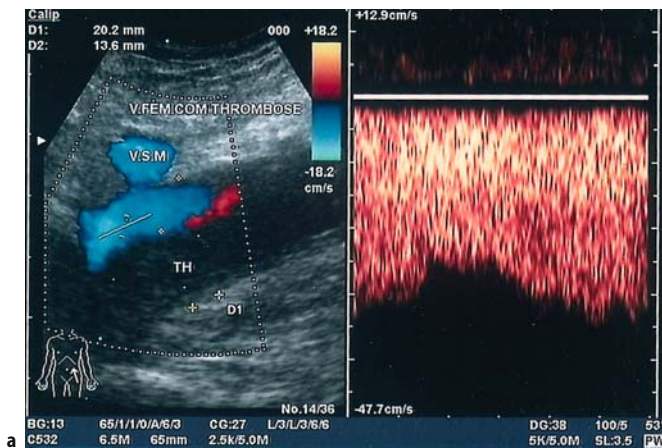 Calip
D1: 20.2 mm
D2: 13.6 mm
000
+18.2
+12.9cm/s
V.FEM.COM THROMBOSE
V.S.M
-18.2
cm/s
TH
D1
No.14/36
-47.7cm/s
a
BG:13 65/1/1/0/A/6/3 CG:27 L/3/L/3/6/6 DG:38 100/5 53
C532 6.5M 65mm 2.5k/5.0M 5K/5.0M SL:3.5 PW